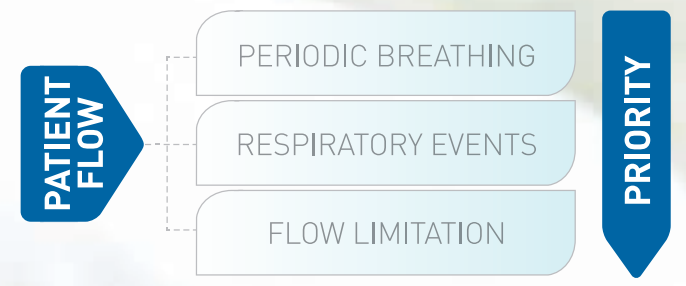 PATIENT
FLOW
PERIODIC BREATHING
RESPIRATORY EVENTS
FLOW LIMITATION
PRIORITY